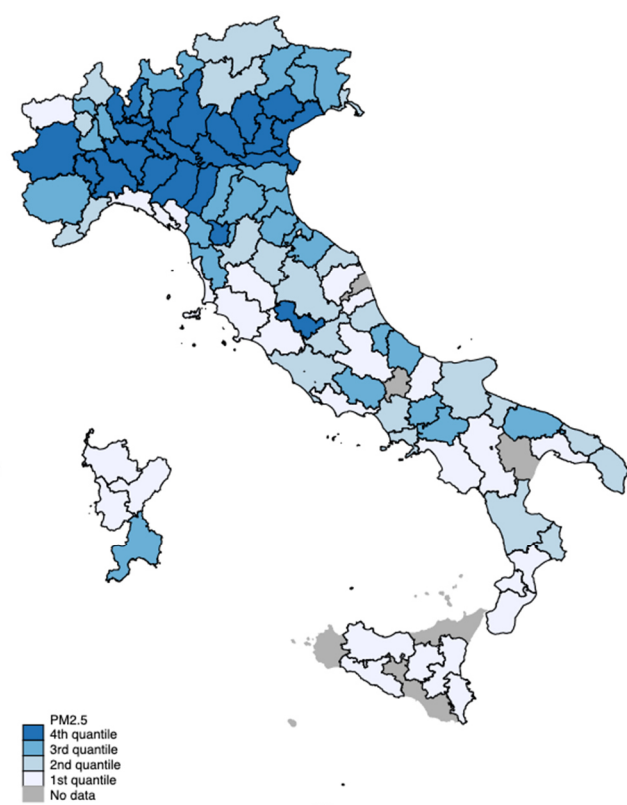 PM2.5
4th quantile
3rd quantile
2nd quantile
1st quantile
No data